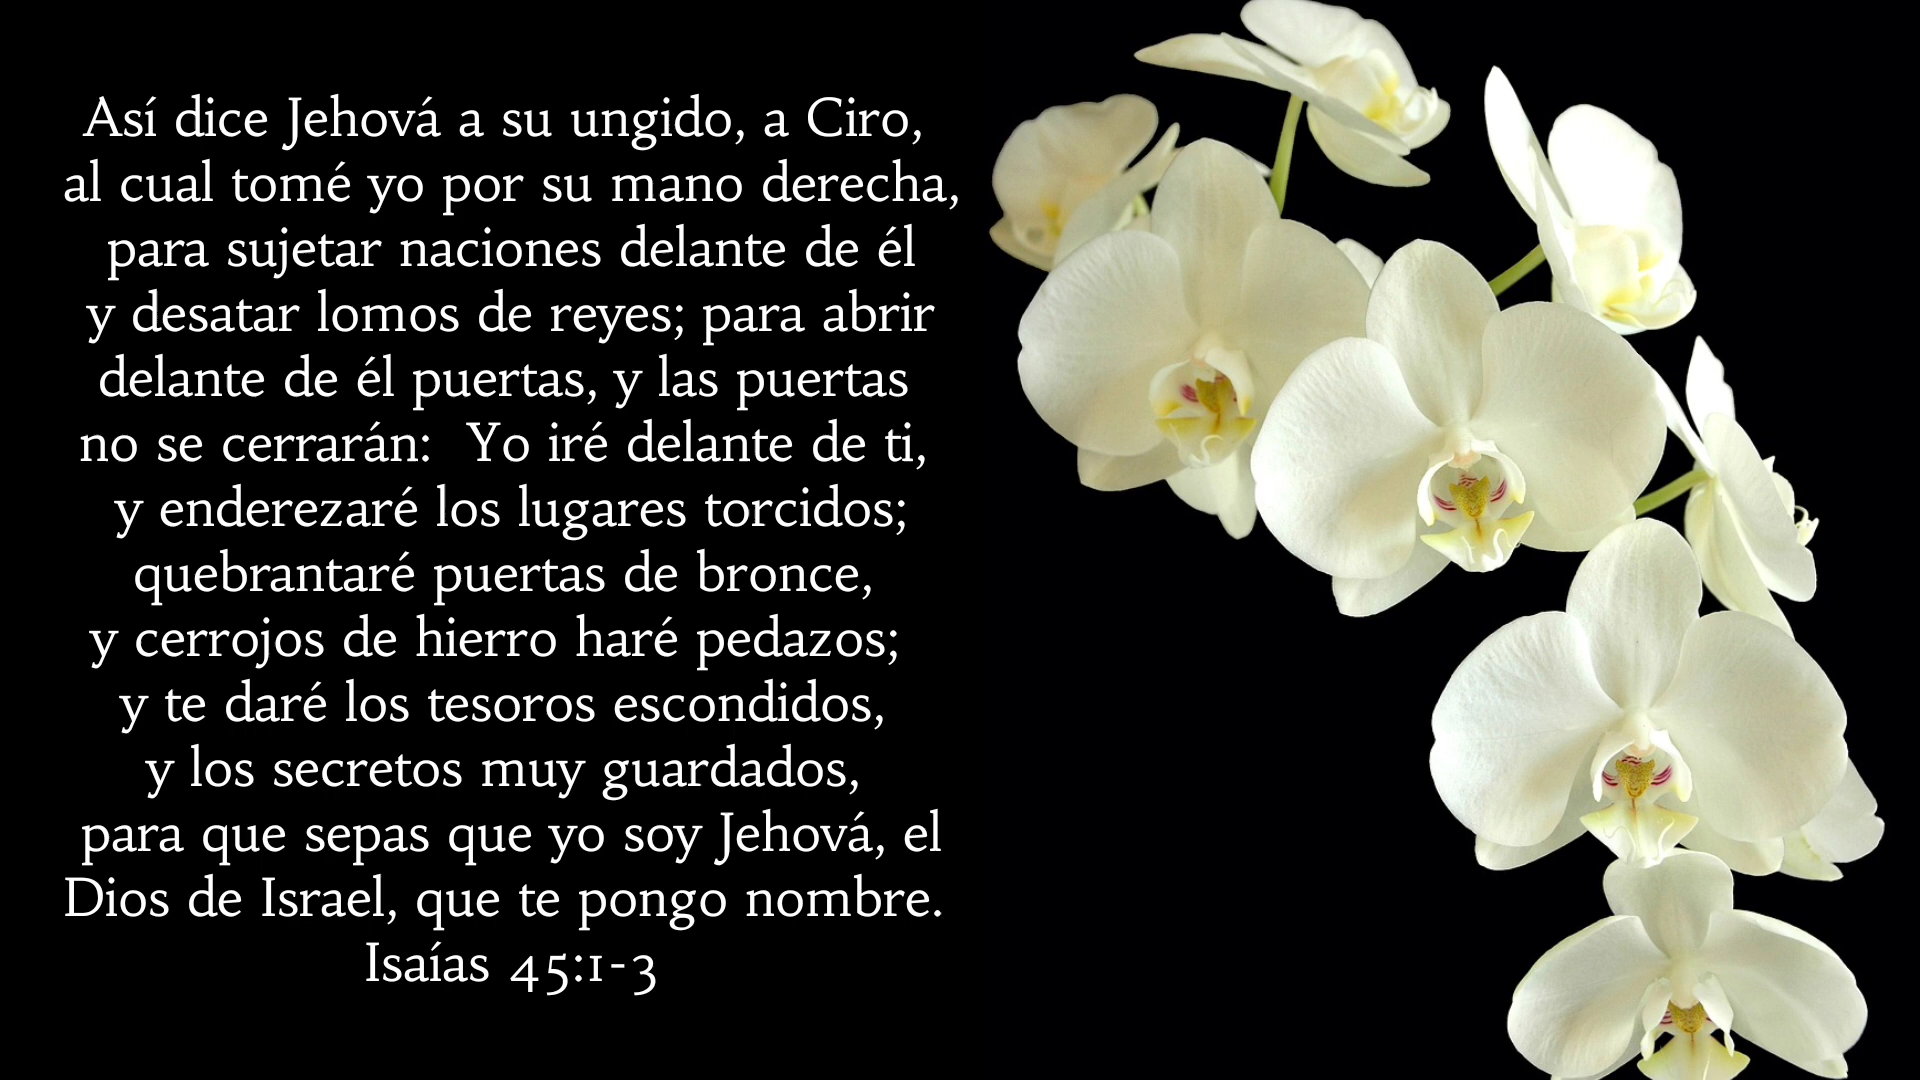 Así dice Jehová a su ungido, a Ciro,
al cual tomé yo por su mano derecha,
para sujetar naciones delante de él
y desatar lomos de reyes; para abrir
delante de él puertas, y las puertas
no se cerrarán:  Yo iré delante de ti,
y enderezaré los lugares torcidos;
quebrantaré puertas de bronce,
y cerrojos de hierro haré pedazos;
y te daré los tesoros escondidos,
y los secretos muy guardados,
para que sepas que yo soy Jehová, el
Dios de Israel, que te pongo nombre.
Isaías 45:1-3